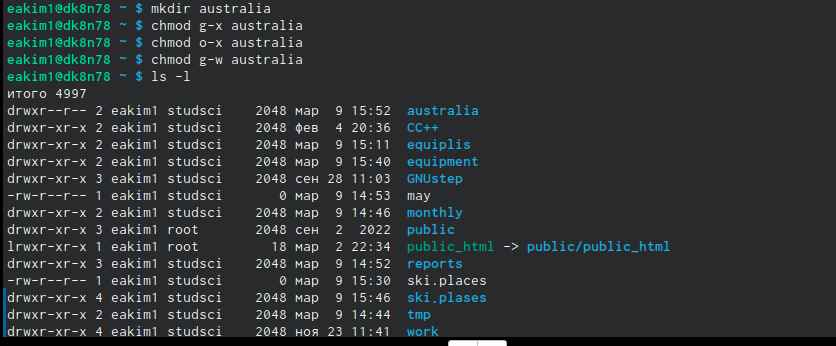 eakim1@dk8n78 ~ $ mkdir australia
eakim1@dk8n78 ~ $ chmod g-x australia
eakim1@dk8n78 ~ $ chmod o-x australia
eakim1@dk8n78 ~ $ chmod g-w australia
eakim1@dk8n78 ~ $ ls -l
итого 4997
drwxr--r-- 2 eakim1 studsci    2048 мар  9 15:52  australia
drwxr-xr-x 2 eakim1 studsci    2048 фев  4 20:36  CC++
drwxr-xr-x 2 eakim1 studsci    2048 мар  9 15:11  equiplis
drwxr-xr-x 2 eakim1 studsci    2048 мар  9 15:40  equipment
drwxr-xr-x 3 eakim1 studsci    2048 сен 28 11:03  GNUstep
-rw-r--r-- 1 eakim1 studsci       0 мар  9 14:53  may
drwxr-xr-x 2 eakim1 studsci    2048 мар  9 14:46  monthly
drwxr-xr-x 3 eakim1 root       2048 сен  2  2022  public
lrwxr-xr-x 1 eakim1 root         18 мар  2 22:34  public_html -> public/public_html
drwxr-xr-x 3 eakim1 studsci    2048 мар  9 14:52  reports
-rw-r--r-- 1 eakim1 studsci       0 мар  9 15:30  ski.places
drwxr-xr-x 4 eakim1 studsci    2048 мар  9 15:46  ski.plases
drwxr-xr-x 2 eakim1 studsci    2048 мар  9 14:44  tmp
drwxr-xr-x 4 eakim1 studsci    2048 ноя 23 11:41  work